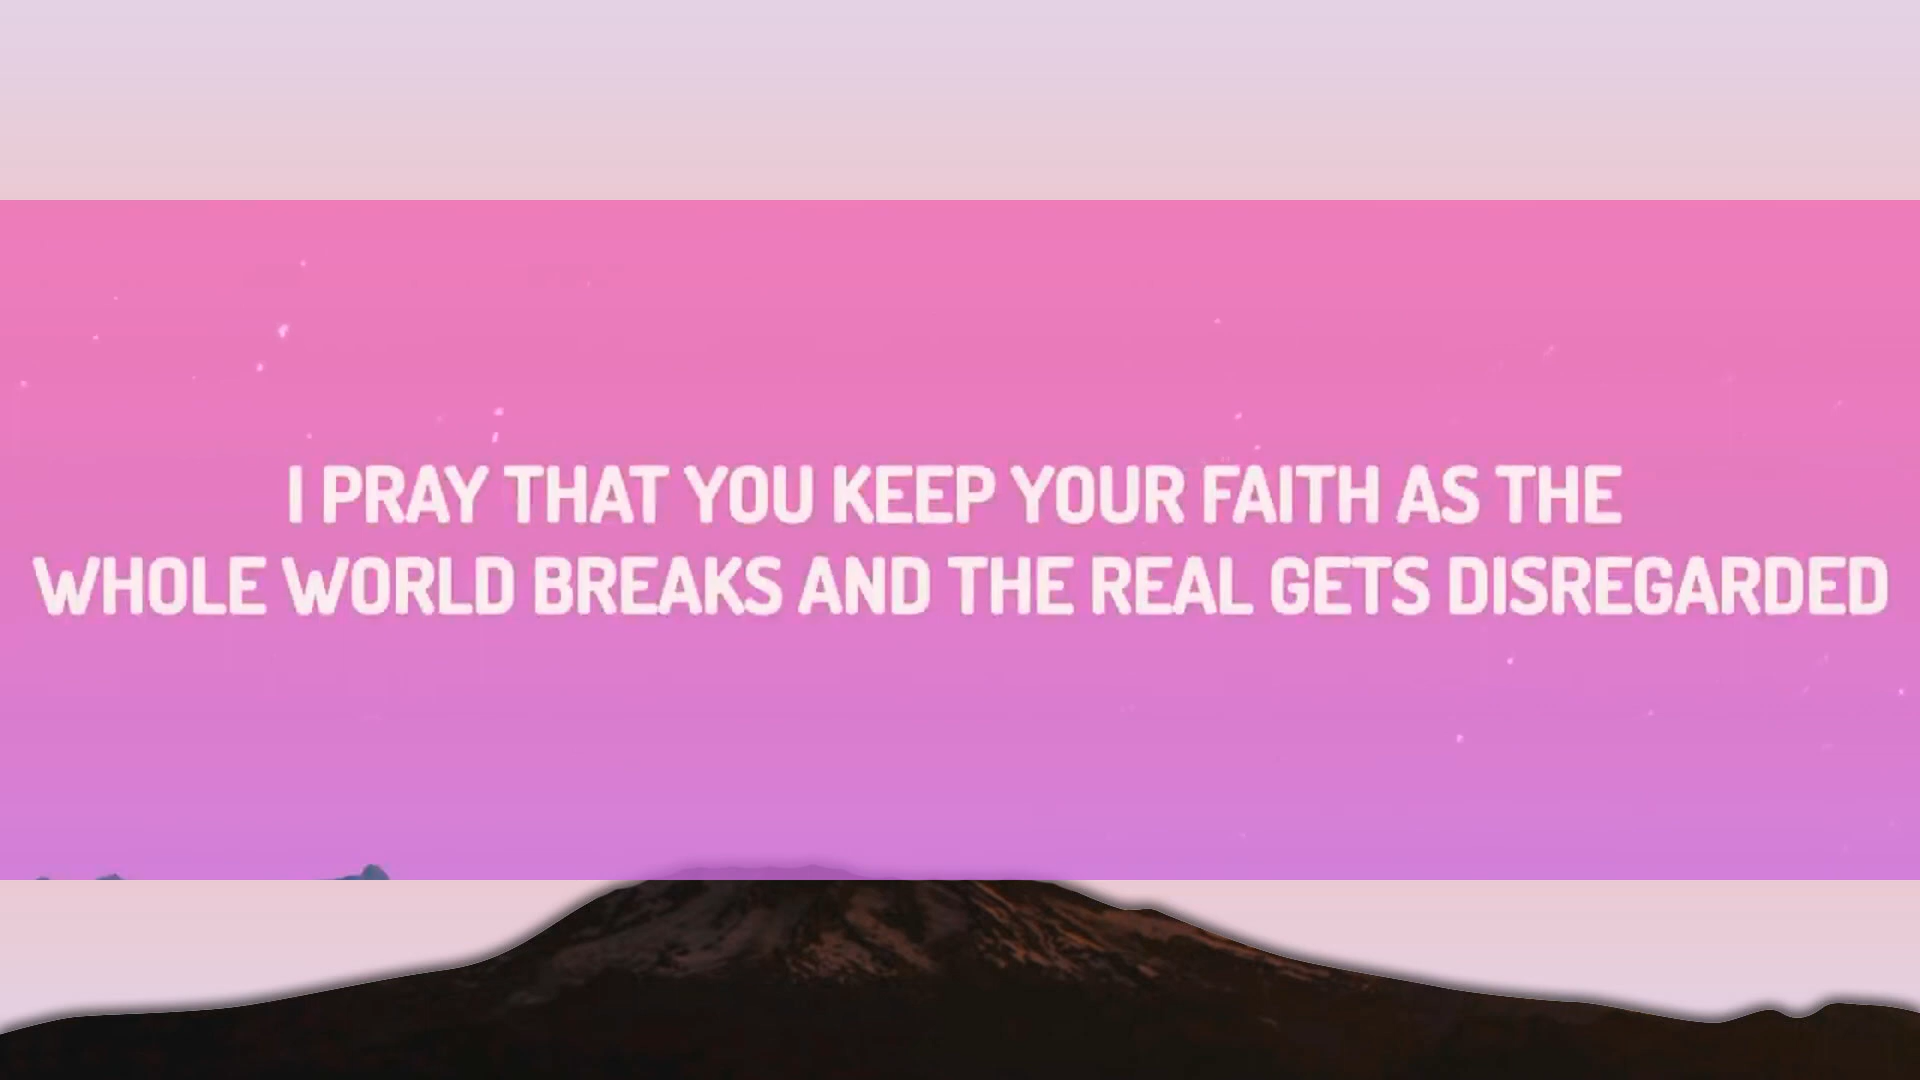 I PRAY THAT YOU KEEP YOUR FAITH AS THE
WHOLE WORLD BREAKS AND THE REAL GETS DISREGARDED